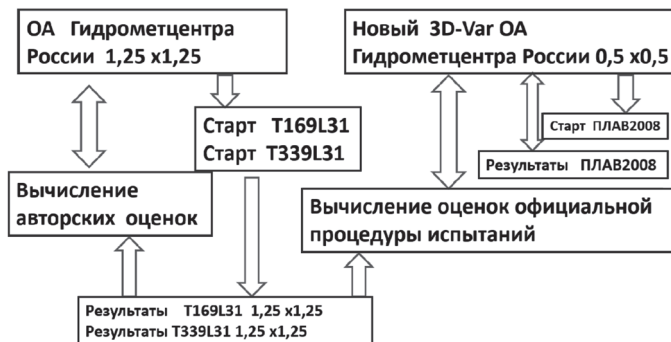 ОА Гидрометцентра
России 1,25 х1,25
Новый 3D-Var ОА
Гидрометцентра России 0,5 х0,5
Старт T169L31
Старт T339L31
Старт ПЛАВ2008
Результаты ПЛАВ2008
Вычисление
авторских оценок
Вычисление оценок официальной
процедуры испытаний
Результаты T169L31 1,25 х1,25
Результаты T339L31 1,25 х1,25